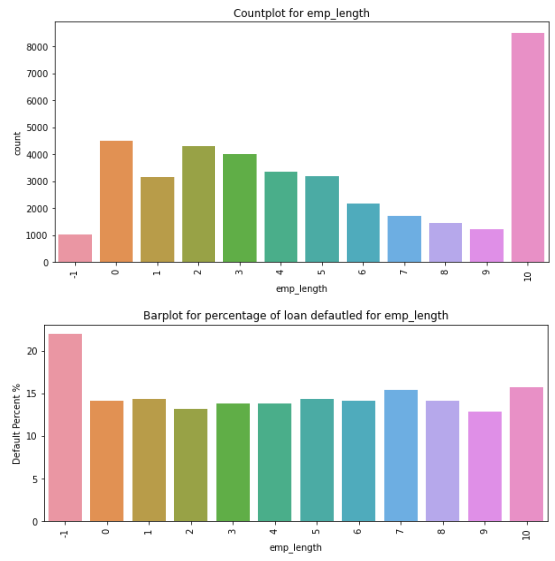 Countplot for emp_length
8000
7000
6000
5000
4000
3000
2000
1000
0
count
-1 0 1 2 3 4 5 6 7 8 9 10
emp_length
Barplot for percentage of loan defautled for emp_length
20
15
10
5
0
Default Percent %
-1 0 1 2 3 4 5 6 7 8 9 10
emp_length